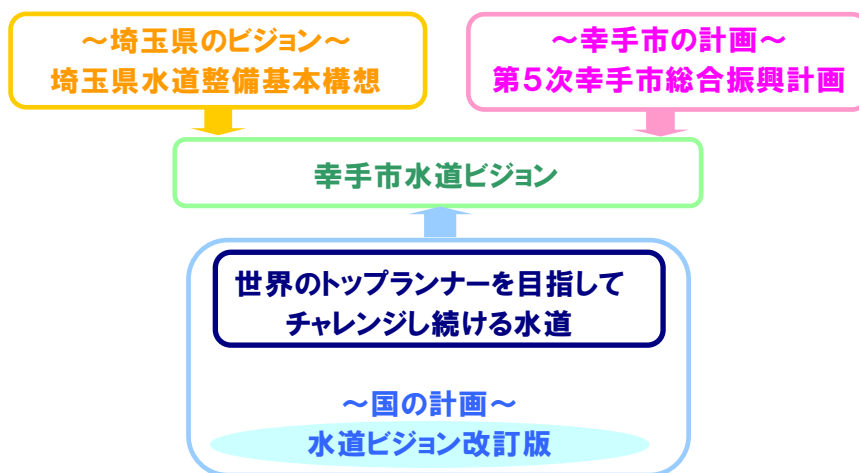 ～埼玉県のビジョン～
埼玉県水道整備基本構想
～幸手市の計画～
第5次幸手市総合振興計画
幸手市水道ビジョン
世界のトップランナーを目指して
チャレンジし続ける水道
～国の計画～
水道ビジョン改訂版